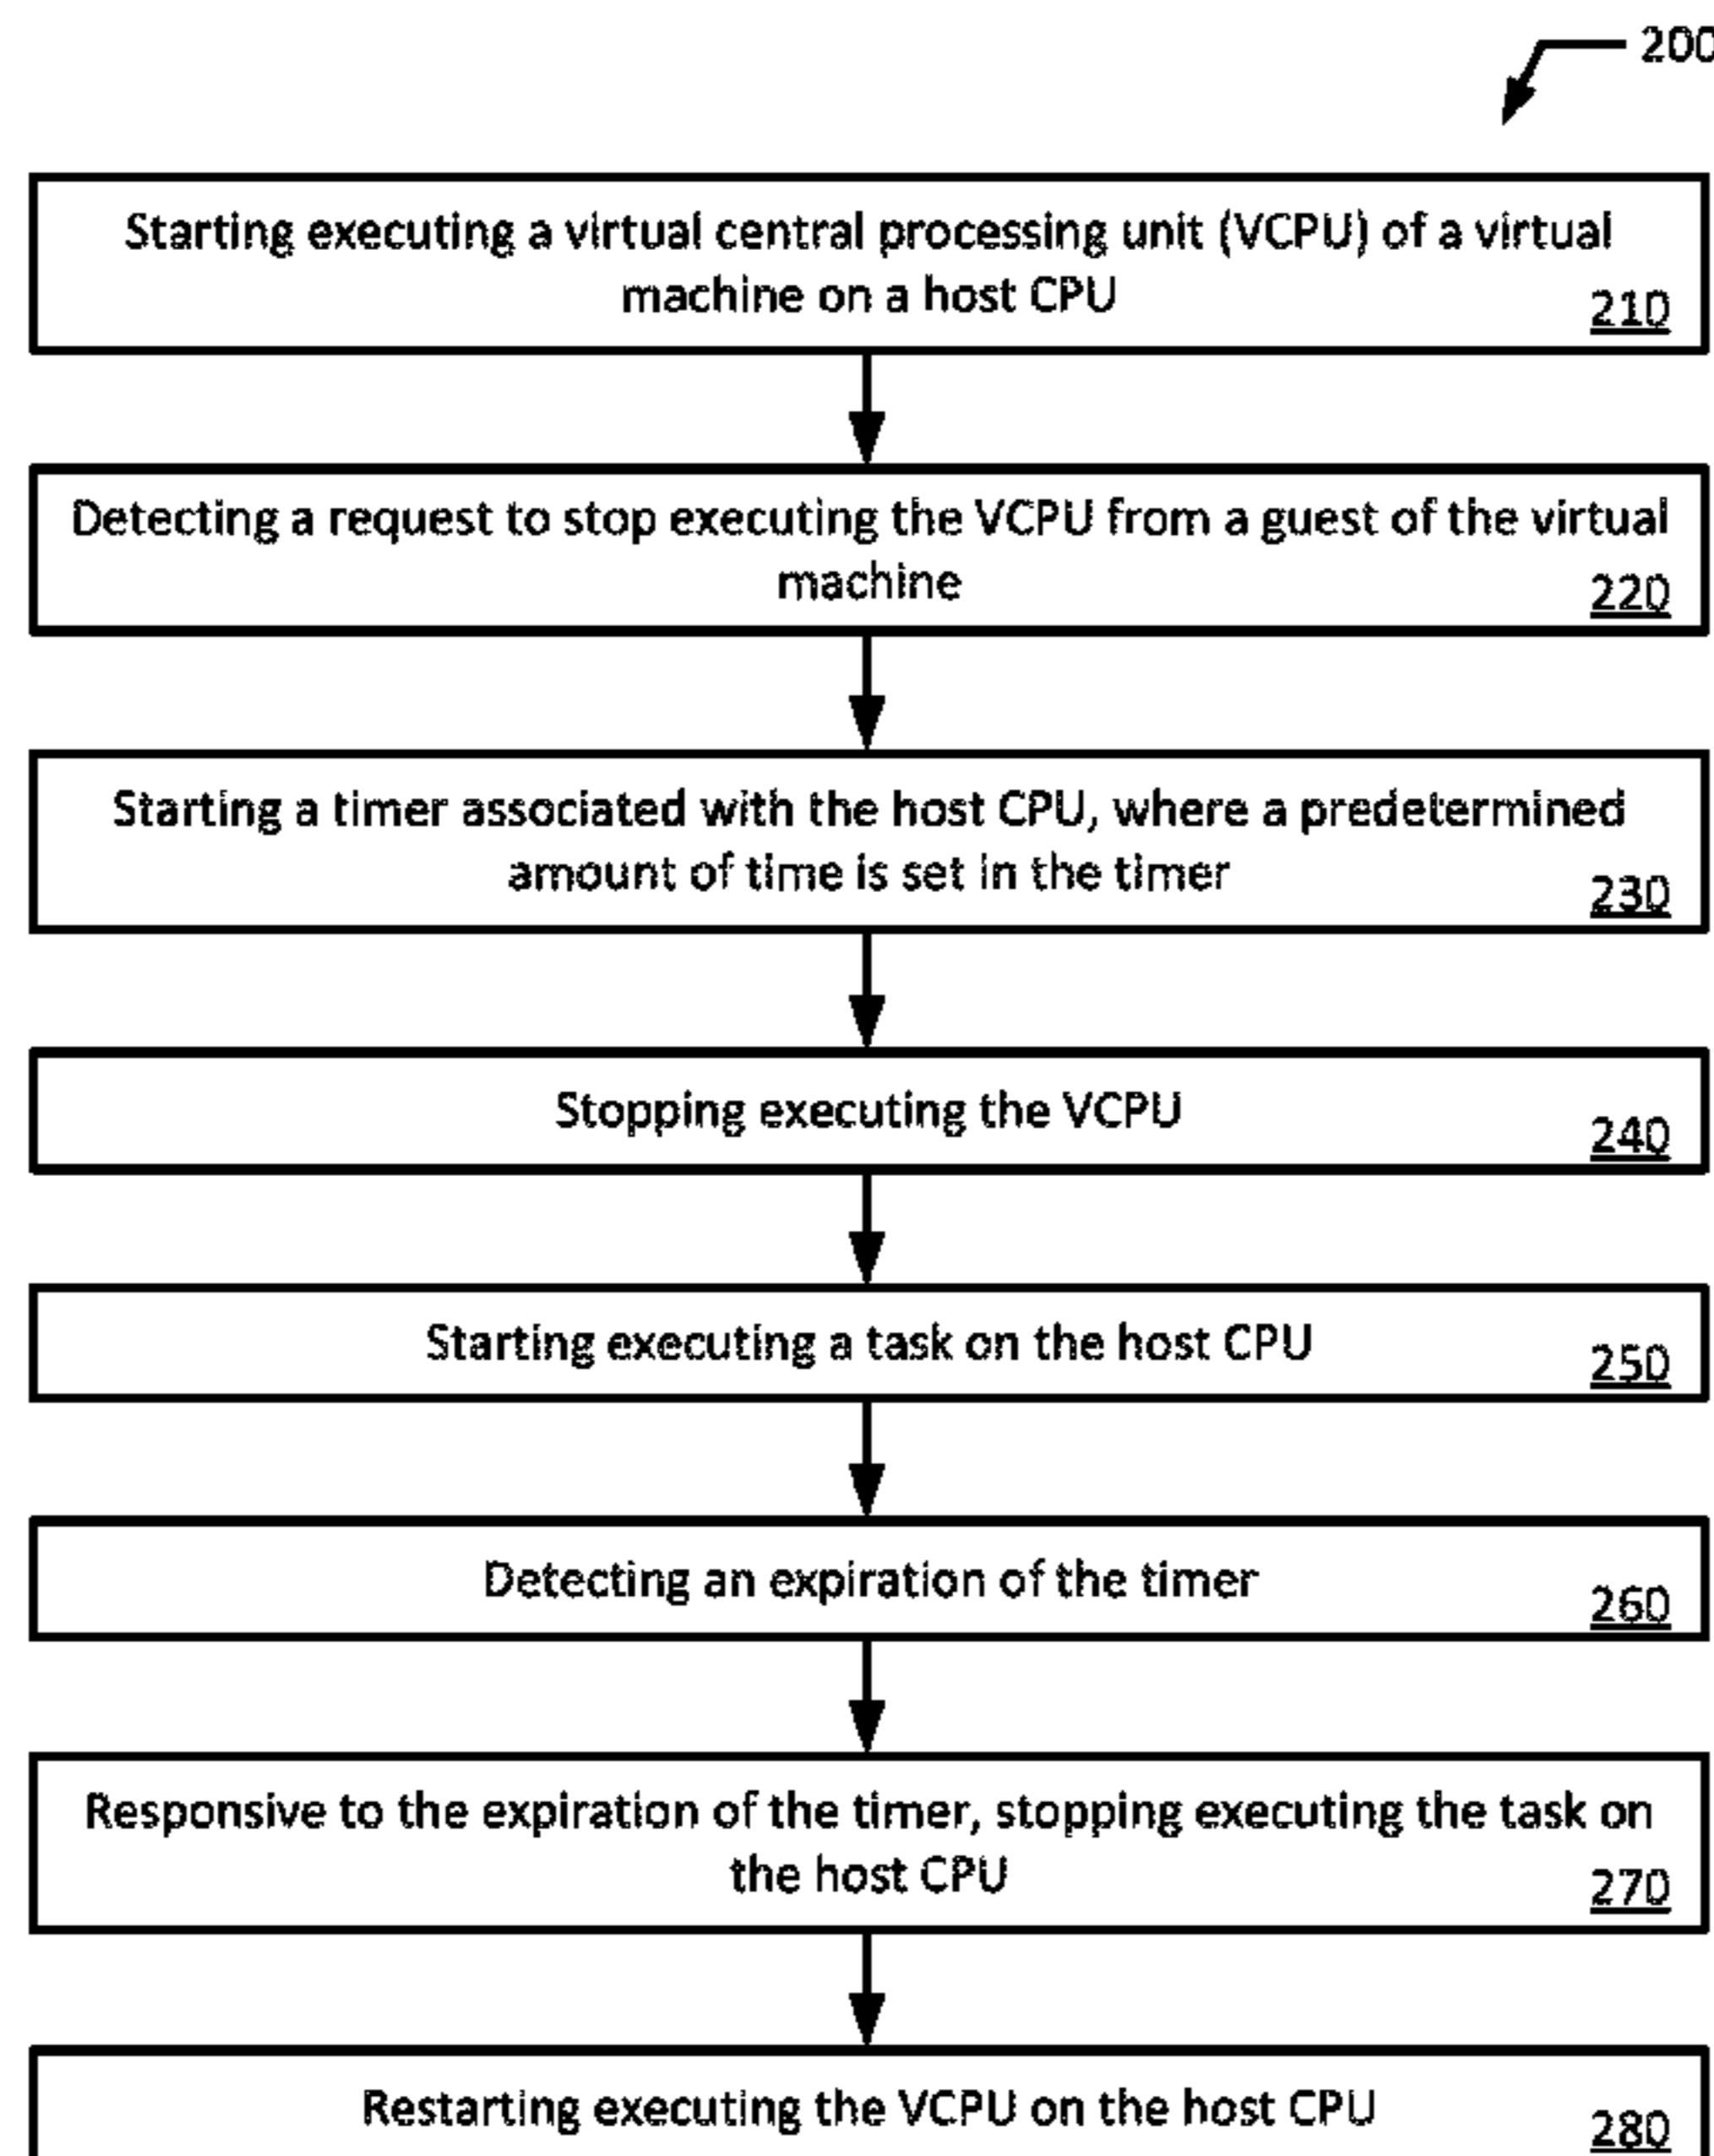 200
Starting executing a virtual central processing unit (VCPU) of a virtual
machine on a host CPU
210
Detecting a request to stop executing the VCPU from a guest of the virtual
machine
220
Starting a timer associated with the host CPU, where a predetermined
amount of time is set in the timer
230
Stopping executing the VCPU
240
Starting executing a task on the host CPU
250
Detecting an expiration of the timer
260
Responsive to the expiration of the timer, stopping executing the task on
the host CPU
270
Restarting executing the VCPU on the host CPU
280